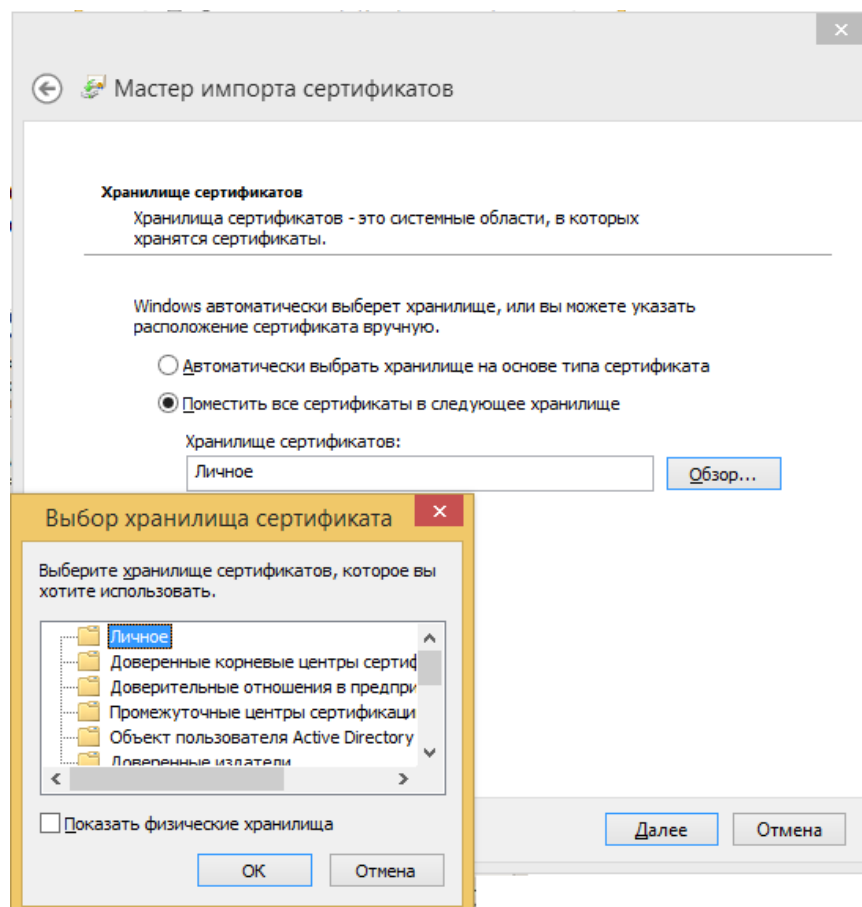 Мастер импорта сертификатов
Хранилище сертификатов
Хранилища сертификатов - это системные области, в которых
хранятся сертификаты.
Windows автоматически выберет хранилище, или вы можете указать
расположение сертификата вручную.
Автоматически выбрать хранилище на основе типа сертификата
Поместить все сертификаты в следующее хранилище
Хранилище сертификатов:
Личное
Обзор...
Выбор хранилища сертификата
Выберите хранилище сертификатов, которое вы
хотите использовать.
Личное
Доверенные корневые центры сертиф
Доверительные отношения в предпри
Промежуточные центры сертификаци
Объект пользователя Active Directory
Доверенные издатели
Показать физические хранилища
ОК
Отмена
Далее
Отмена